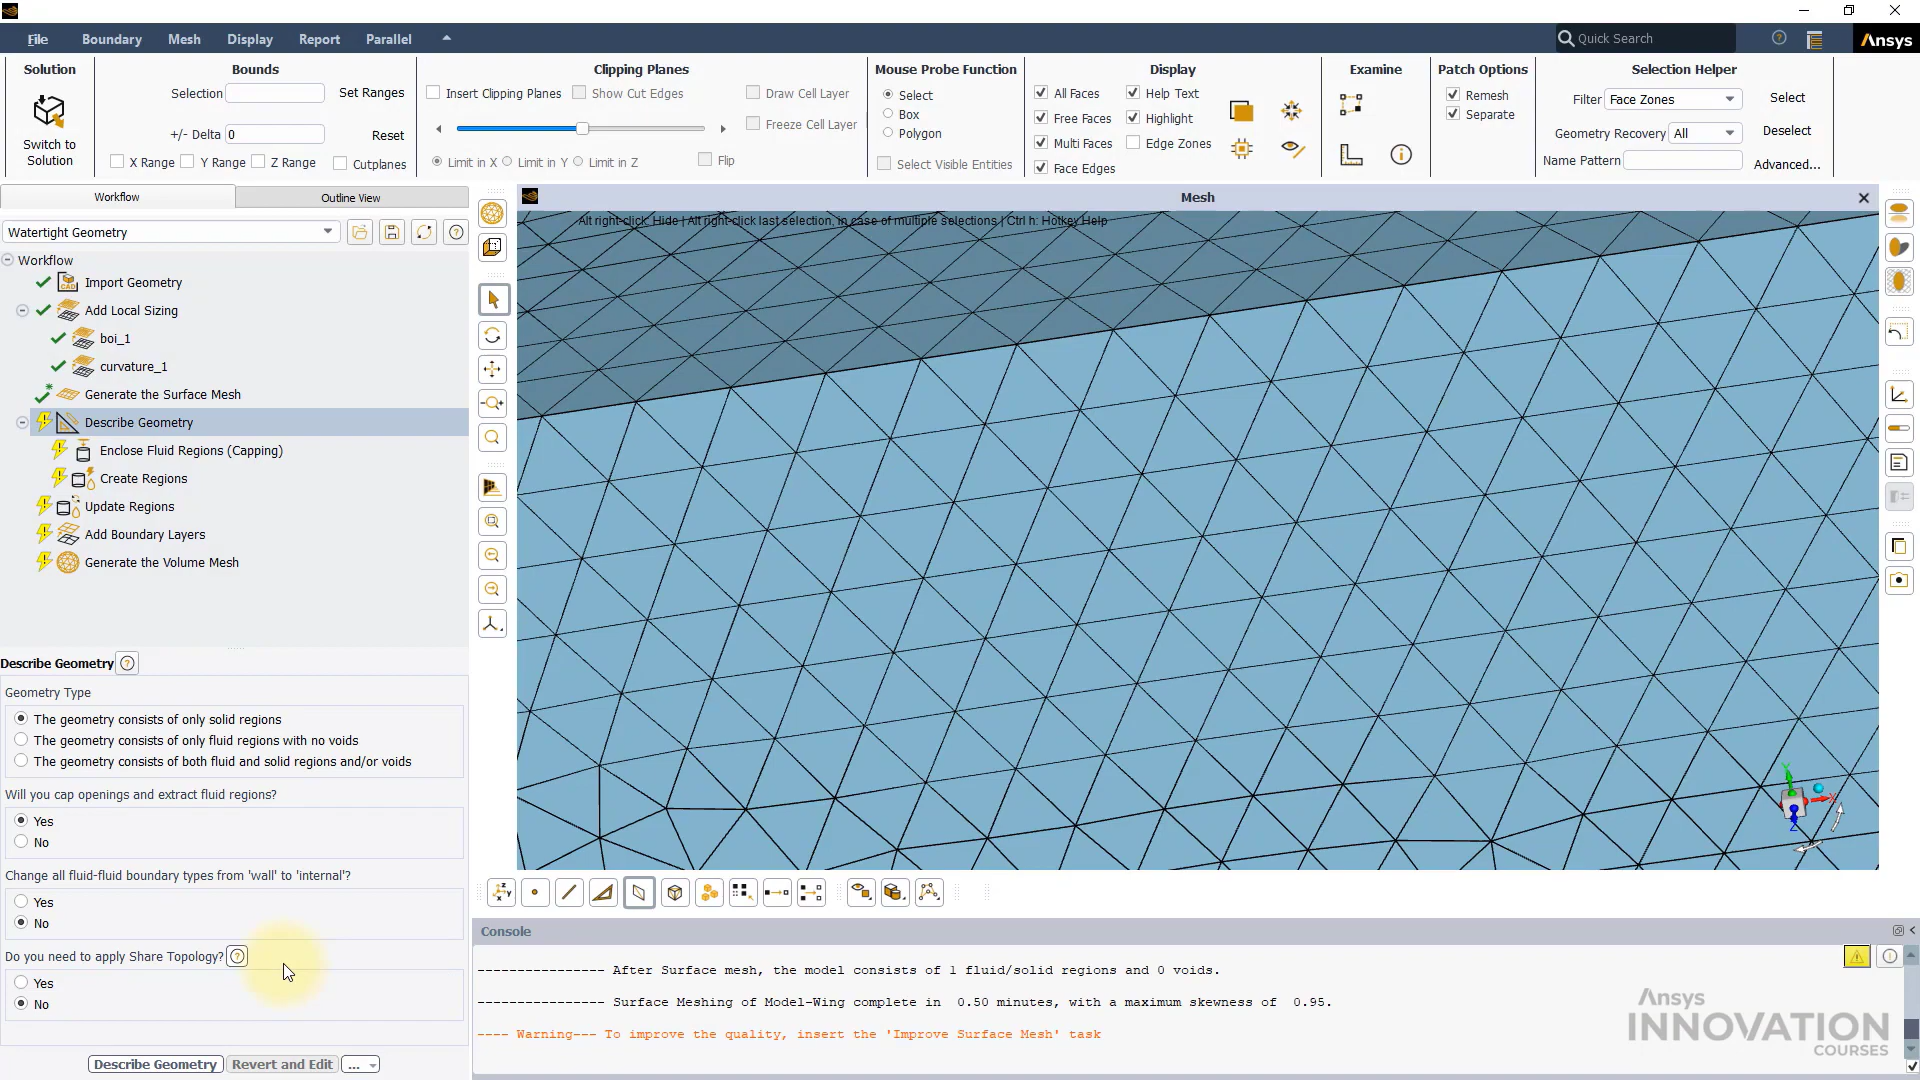 File
Boundary
Mesh
Display
Report
Parallel
Quick Search
Ansys
Solution
Bounds
Clipping Planes
Mouse Probe Function
Display
Examine
Patch Options
Selection Helper
Switch to
Solution
Selection
Set Ranges
+/- Delta 0
Reset
X Range
Y Range
Z Range
Cutplanes
Insert Clipping Planes
Show Cut Edges
Draw Cell Layer
Freeze Cell Layer
Limit in X
Limit in Y
Limit in Z
Flip
Select
Box
Polygon
Select Visible Entities
All Faces
Help Text
Free Faces
Highlight
Multi Faces
Edge Zones
Face Edges
Remesh
Separate
Filter Face Zones
Select
Geometry Recovery All
Deselect
Name Pattern
Advanced...
Workflow
Outline View
Mesh
Alt right-click: Hide | Alt right-click last selection, in case of multiple selections | Ctrl h: Hotkey Help
Watertight Geometry
Workflow
Import Geometry
Add Local Sizing
boi_1
curvature_1
Generate the Surface Mesh
Describe Geometry
Enclose Fluid Regions (Capping)
Create Regions
Update Regions
Add Boundary Layers
Generate the Volume Mesh
Describe Geometry
Geometry Type
The geometry consists of only solid regions
The geometry consists of only fluid regions with no voids
The geometry consists of both fluid and solid regions and/or voids
Will you cap openings and extract fluid regions?
Yes
No
Change all fluid-fluid boundary types from 'wall' to 'internal'?
Yes
No
Do you need to apply Share Topology?
Yes
No
Describe Geometry
Revert and Edit
...
Y
X
Z
Console
---------------- After Surface mesh, the model consists of 1 fluid/solid regions and 0 voids.
---------------- Surface Meshing of Model-Wing complete in 0.50 minutes, with a maximum skewness of 0.95.
---- Warning--- To improve the quality, insert the 'Improve Surface Mesh' task
Ansys
INNOVATION
COURSES